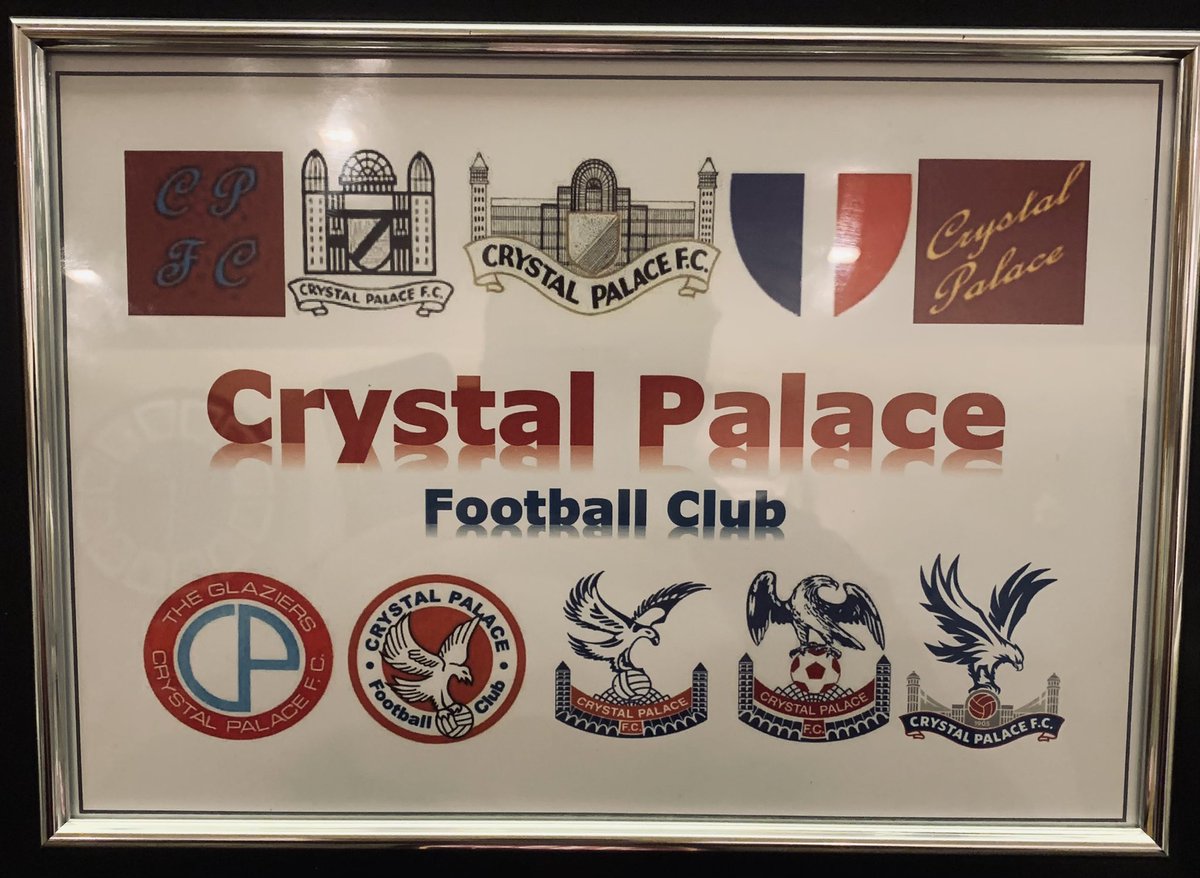 C P
F C
CRYSTAL PALACE F.C.
CRYSTAL PALACE F.C.
Crystal
Palace
Crystal Palace
Football Club
THE GLAZIERS
CP
CRYSTAL PALACE F.C.
CRYSTAL PALACE
Football Club
CRYSTAL PALACE
F.C.
CRYSTAL PALACE
F.C.
1905
CRYSTAL PALACE F.C.